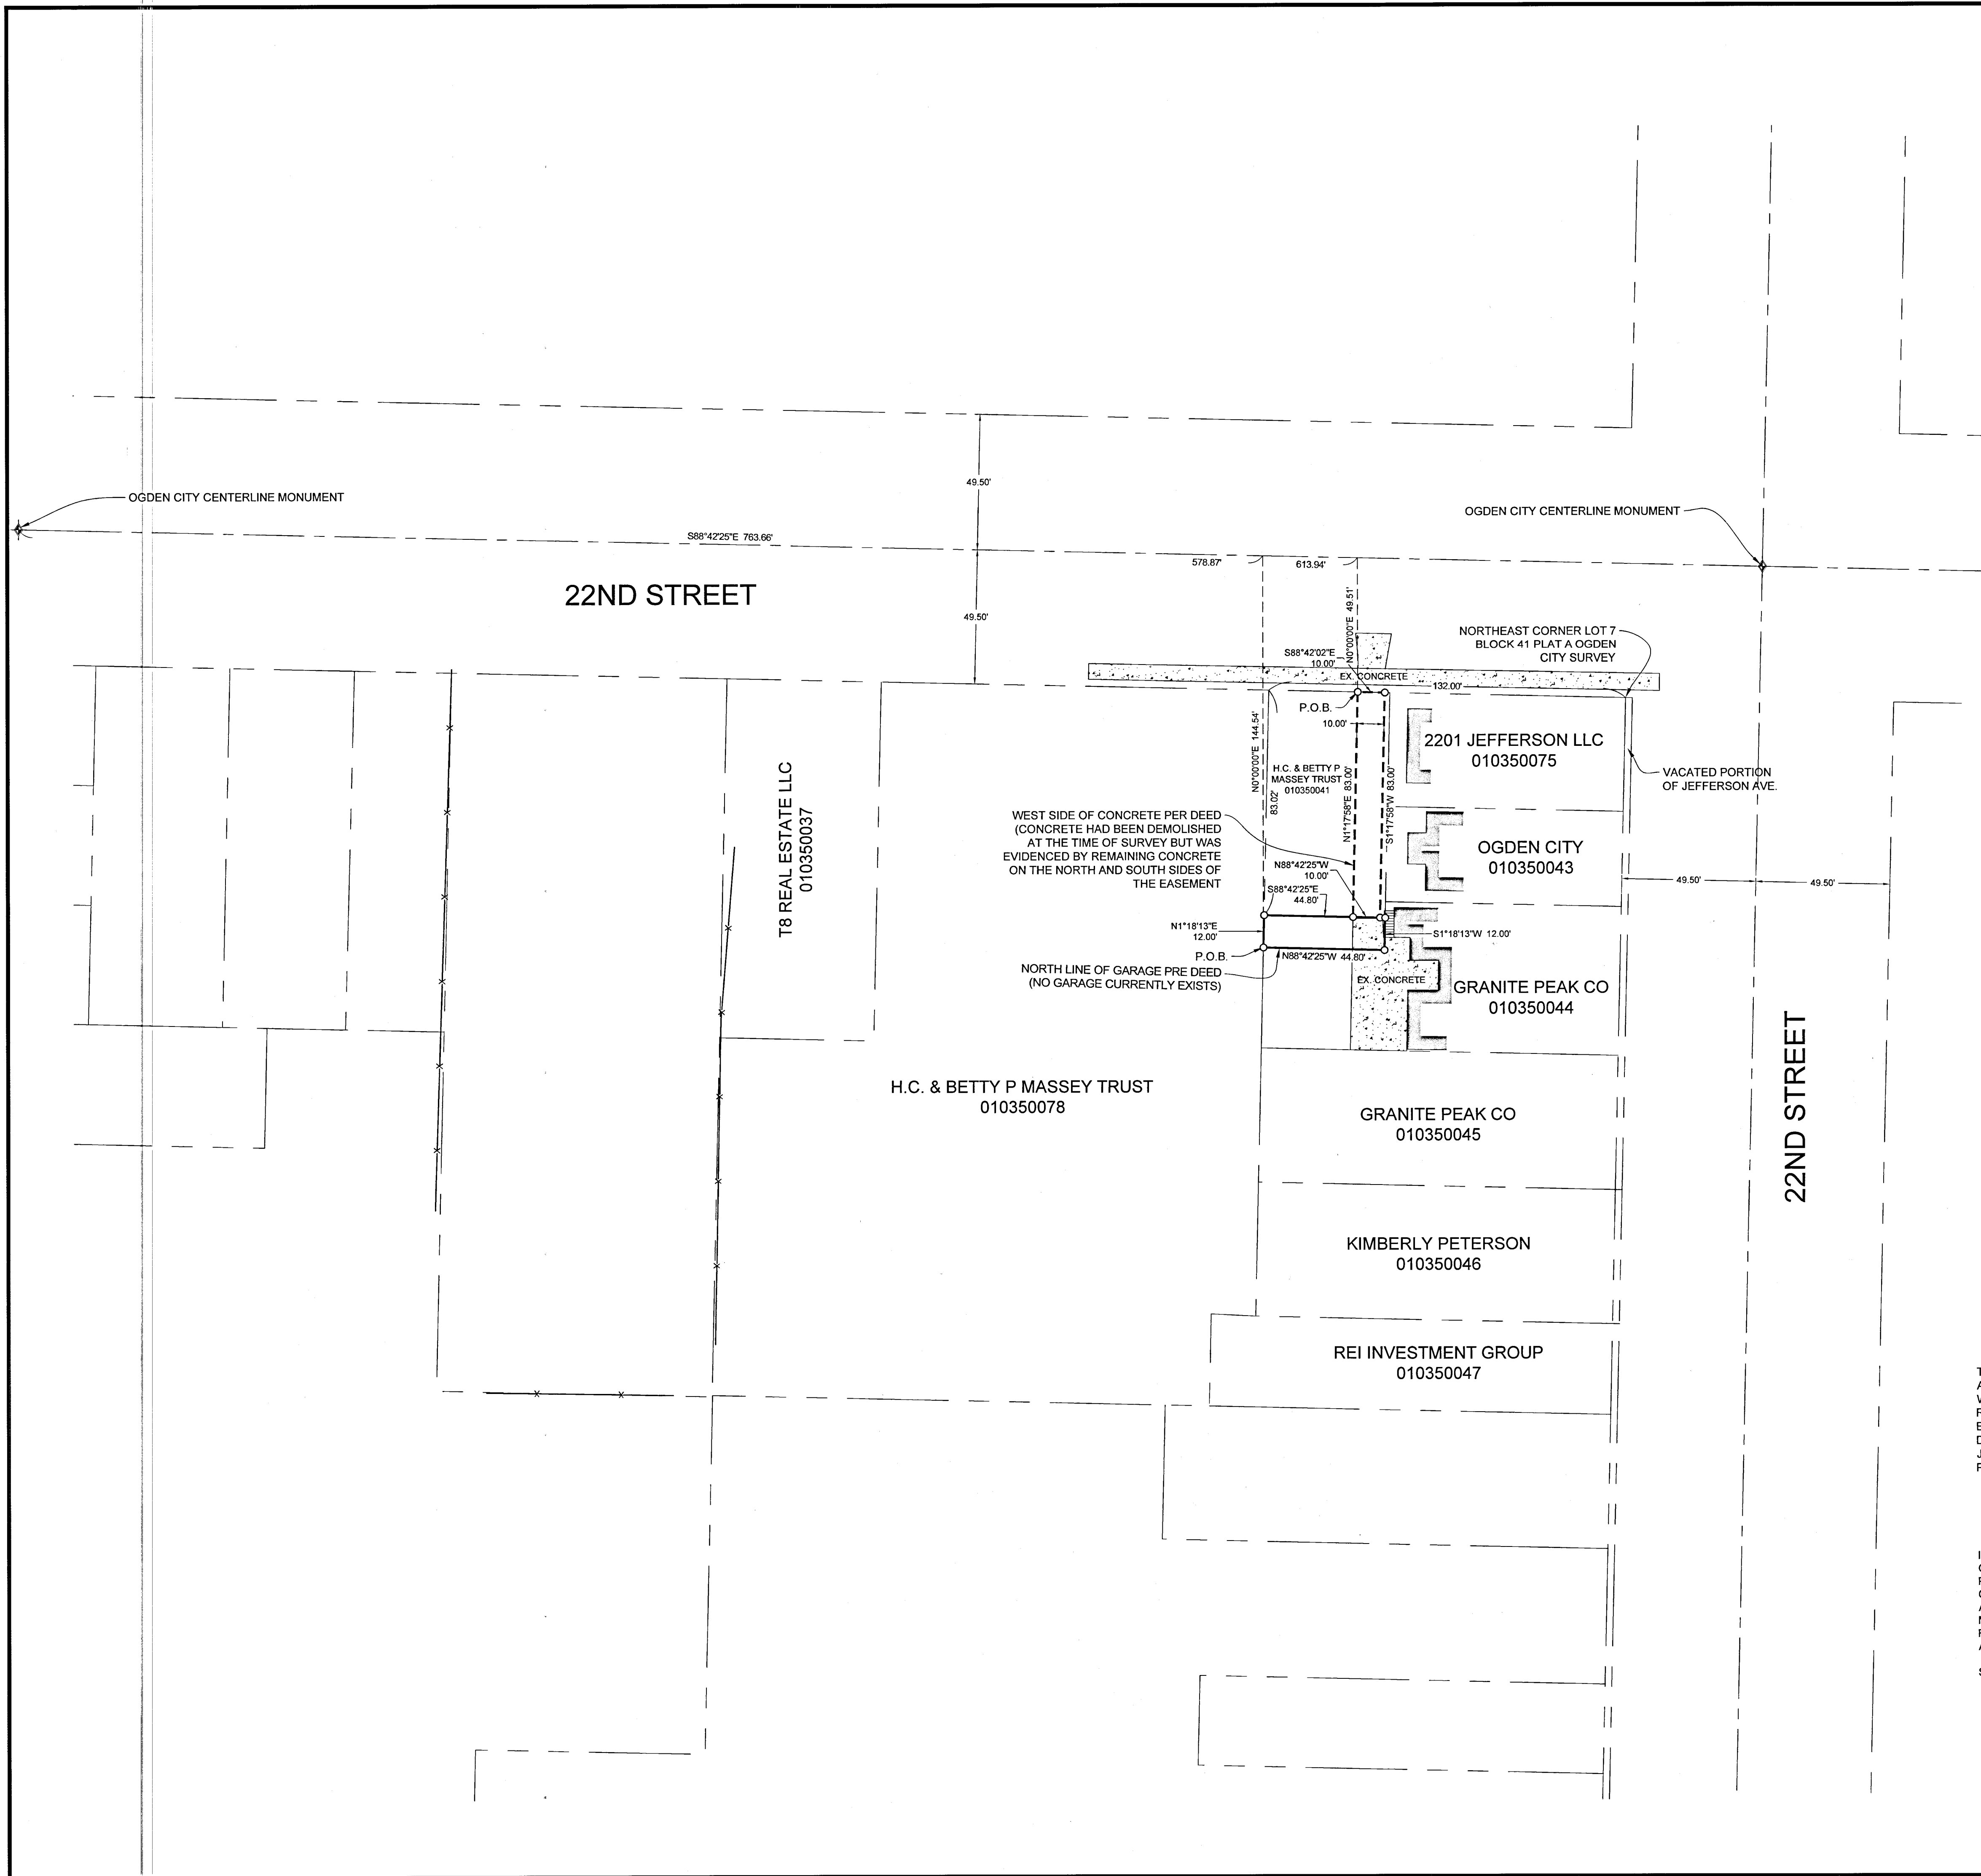 OGDEN CITY CENTERLINE MONUMENT
49.50'
OGDEN CITY CENTERLINE MONUMENT
S88°42'25"E 763.66'
578.87'
613.94'
22ND STREET
49.50'
N0°00'00"E 49.51'
NORTHEAST CORNER LOT 7
BLOCK 41 PLAT A OGDEN
CITY SURVEY
S88°42'02"E
10.00'
EX. CONCRETE
132.00'
P.O.B.
10.00'
N0°00'00"E 144.54'
83.02'
H.C. & BETTY P
MASSEY TRUST
010350041
N1°17'58"E 83.00'
S1°17'58"W 83.00'
2201 JEFFERSON LLC
010350075
VACATED PORTION
OF JEFFERSON AVE.
T8 REAL ESTATE LLC
010350037
WEST SIDE OF CONCRETE PER DEED
(CONCRETE HAD BEEN DEMOLISHED
AT THE TIME OF SURVEY BUT WAS
EVIDENCED BY REMAINING CONCRETE
ON THE NORTH AND SOUTH SIDES OF
THE EASEMENT
N88°42'25"W
10.00'
S88°42'25"E
44.80'
OGDEN CITY
010350043
49.50'
49.50'
N1°18'13"E
12.00'
S1°18'13"W 12.00'
P.O.B.
N88°42'25"W 44.80'
NORTH LINE OF GARAGE PRE DEED
(NO GARAGE CURRENTLY EXISTS)
EX. CONCRETE
GRANITE PEAK CO
010350044
H.C. & BETTY P MASSEY TRUST
010350078
GRANITE PEAK CO
010350045
22ND STREET
KIMBERLY PETERSON
010350046
REI INVESTMENT GROUP
010350047